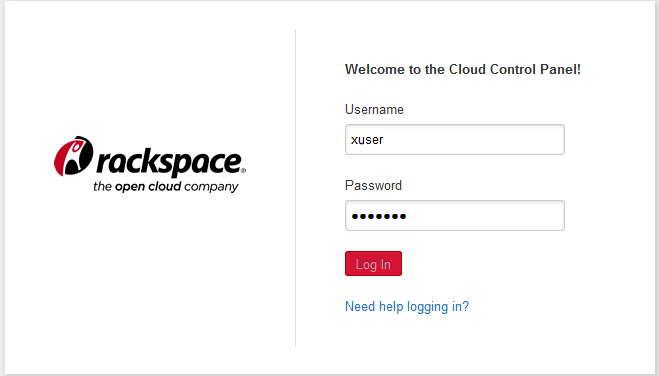 rackspace®
the open cloud company
Welcome to the Cloud Control Panel!
Username
xuser
Password
•••••••
Log In
Need help logging in?